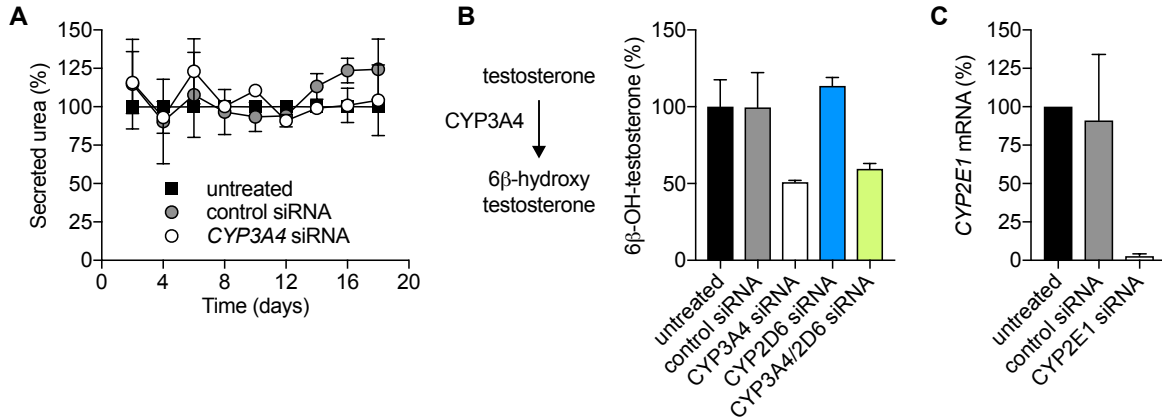 A
150
125
100
75
50
25
0
Secreted urea (%)
untreated
control siRNA
CYP3A4 siRNA
0 4 8 12 16 20
Time (days)
B
testosterone
CYP3A4
6β-hydroxy
testosterone
150
100
50
0
6β-OH-testosterone (%)
untreated
control siRNA
CYP3A4 siRNA
CYP2D6 siRNA
CYP3A4/2D6 siRNA
C
150
125
100
75
50
25
0
CYP2E1 mRNA (%)
untreated
control siRNA
CYP2E1 siRNA